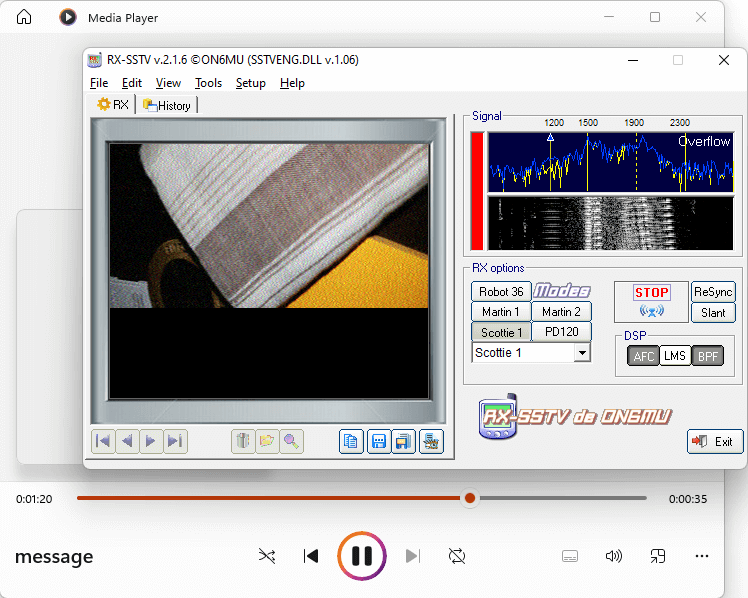 Media Player
RX-SSTV v.2.1.6 ©ON6MU (SSTVENG.DLL v.1.06)
File Edit View Tools Setup Help
RX History
Signal
1200 1500 1900 2300
Overflow
RX options
Robot 36 Modes
Martin 1 Martin 2
Scottie 1 PD120
Scottie 1
STOP ReSync
Slant
DSP
AFC LMS BPF
RX-SSTV de ON6MU
Exit
0:01:20 0:00:35
message